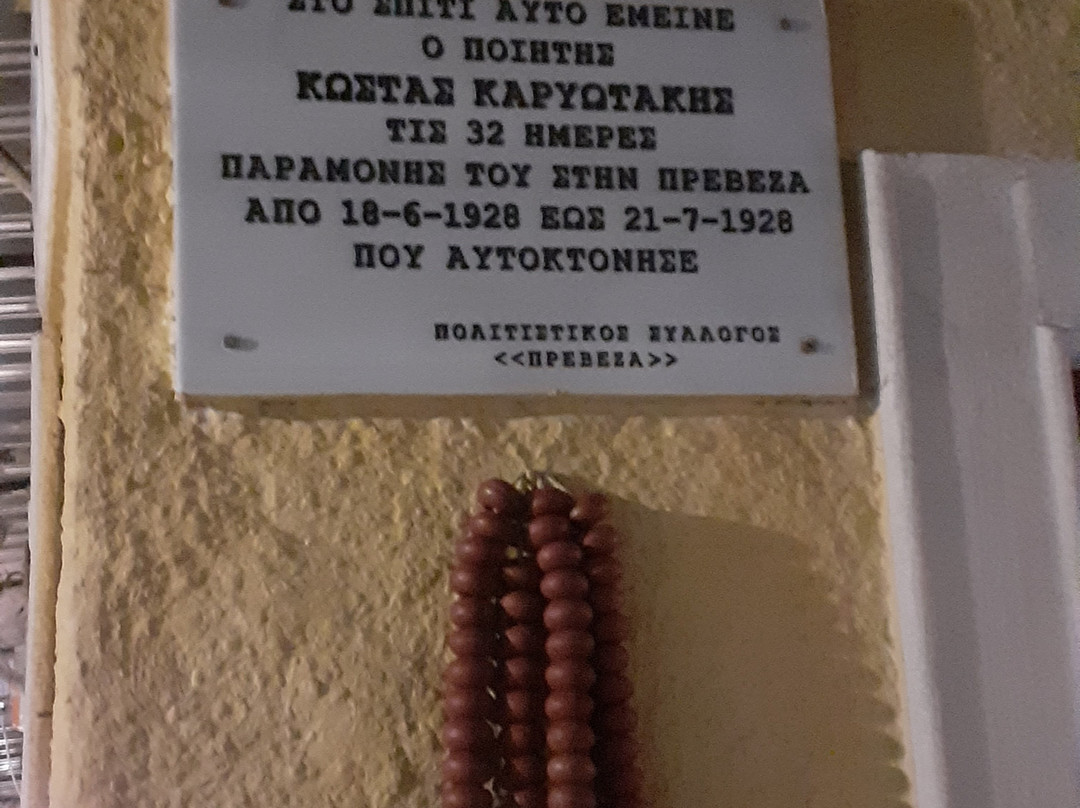 ΣΤΟ ΣΠΙΤΙ ΑΥΤΟ ΕΜΕΙΝΕ
Ο ΠΟΙΗΤΗΣ
ΚΩΣΤΑΣ ΚΑΡΥΩΤΑΚΗΣ
ΤΙΣ 32 ΗΜΕΡΕΣ
ΠΑΡΑΜΟΝΗΣ ΤΟΥ ΣΤΗΝ ΠΡΕΒΕΖΑ
ΑΠΟ 18-6-1928 ΕΩΣ 21-7-1928
ΠΟΥ ΑΥΤΟΚΤΟΝΗΣΕ
ΠΟΛΙΤΙΣΤΙΚΟΣ ΣΥΛΛΟΓΟΣ
<<ΠΡΕΒΕΖΑ>>